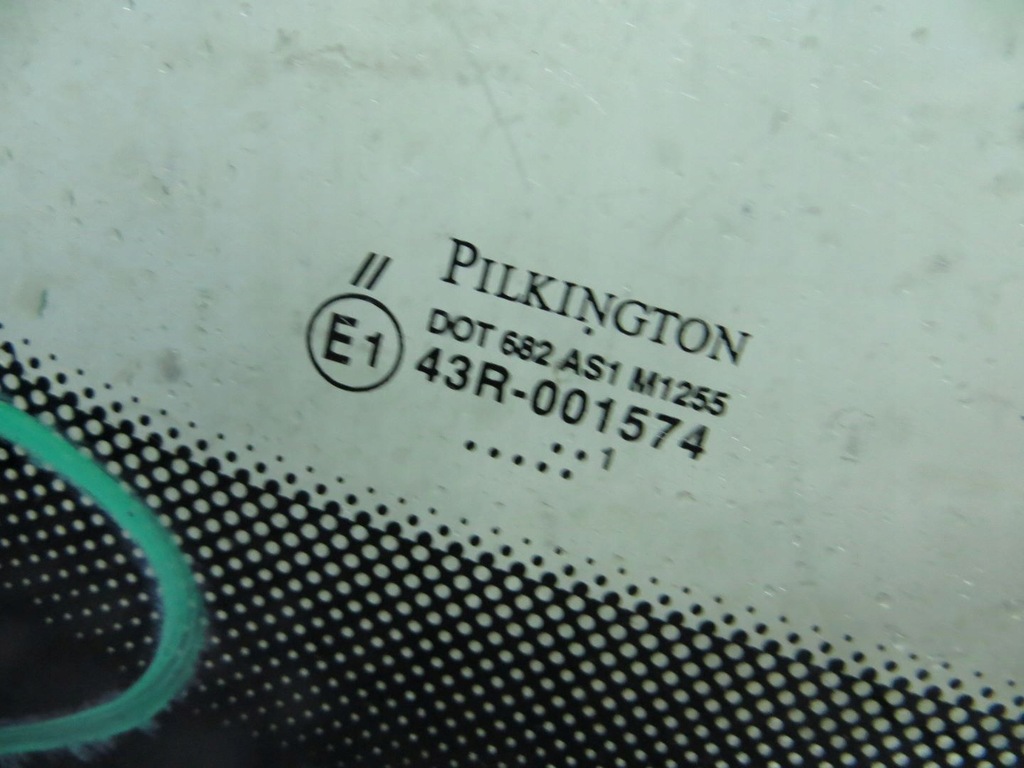 //
PILKINGTON
E1
DOT 682 AS1 M1255
43R-001574
.....:· 1